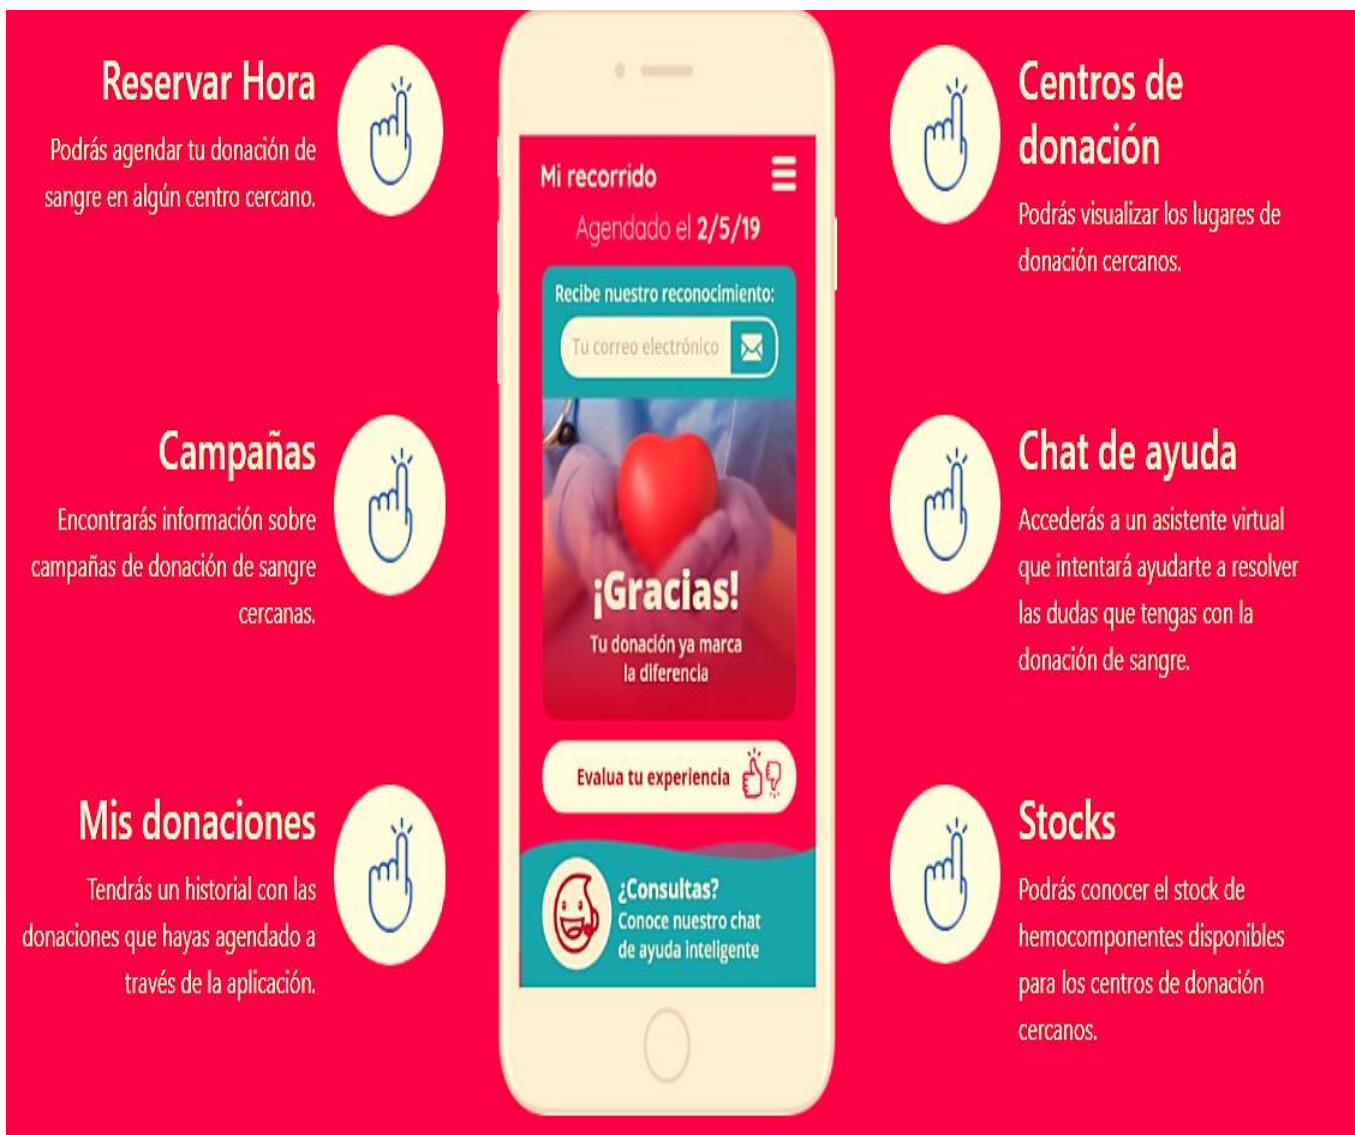 Reservar Hora
Podrás agendar tu donación de
sangre en algún centro cercano.
Campañas
Encontrarás información sobre
campañas de donación de sangre
cercanas.
Mis donaciones
Tendrás un historial con las
donaciones que hayas agendado a
través de la aplicación.
Mi recorrido
Agendado el 2/5/19
Recibe nuestro reconocimiento:
Tu correo electrónico
¡Gracias!
Tu donación ya marca
la diferencia
Evalua tu experiencia
¿Consultas?
Conoce nuestro chat
de ayuda inteligente
Centros de
donación
Podrás visualizar los lugares de
donación cercanos.
Chat de ayuda
Accederás a un asistente virtual
que intentará ayudarte a resolver
las dudas que tengas con la
donación de sangre.
Stocks
Podrás conocer el stock de
hemocomponentes disponibles
para los centros de donación
cercanos.